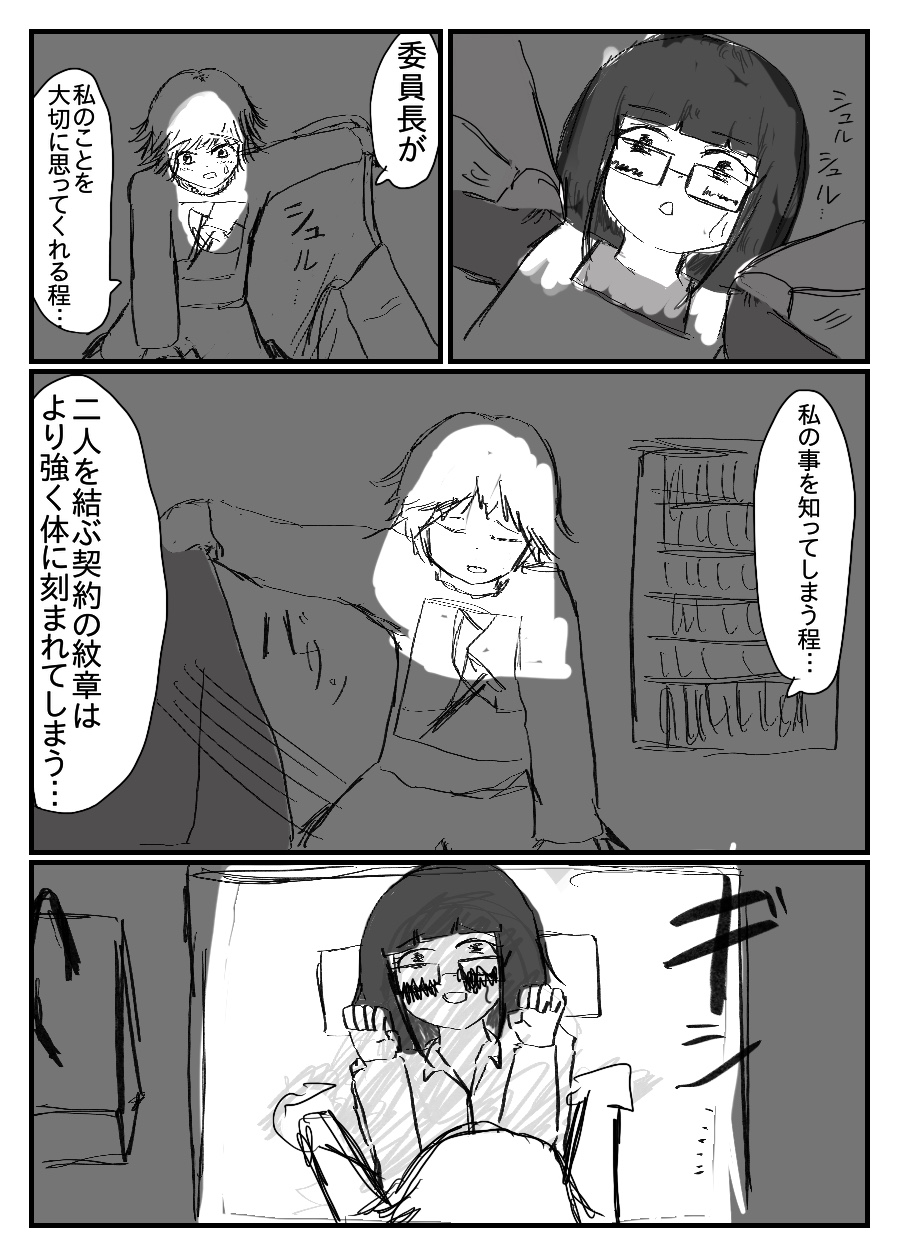 シュル
シュル…
委員長が
シュル
私のことを
大切に思ってくれる程…
私の事を知ってしまう程…
バサッ
二人を結ぶ契約の紋章は
より強く体に刻まれてしまう…
ギシ